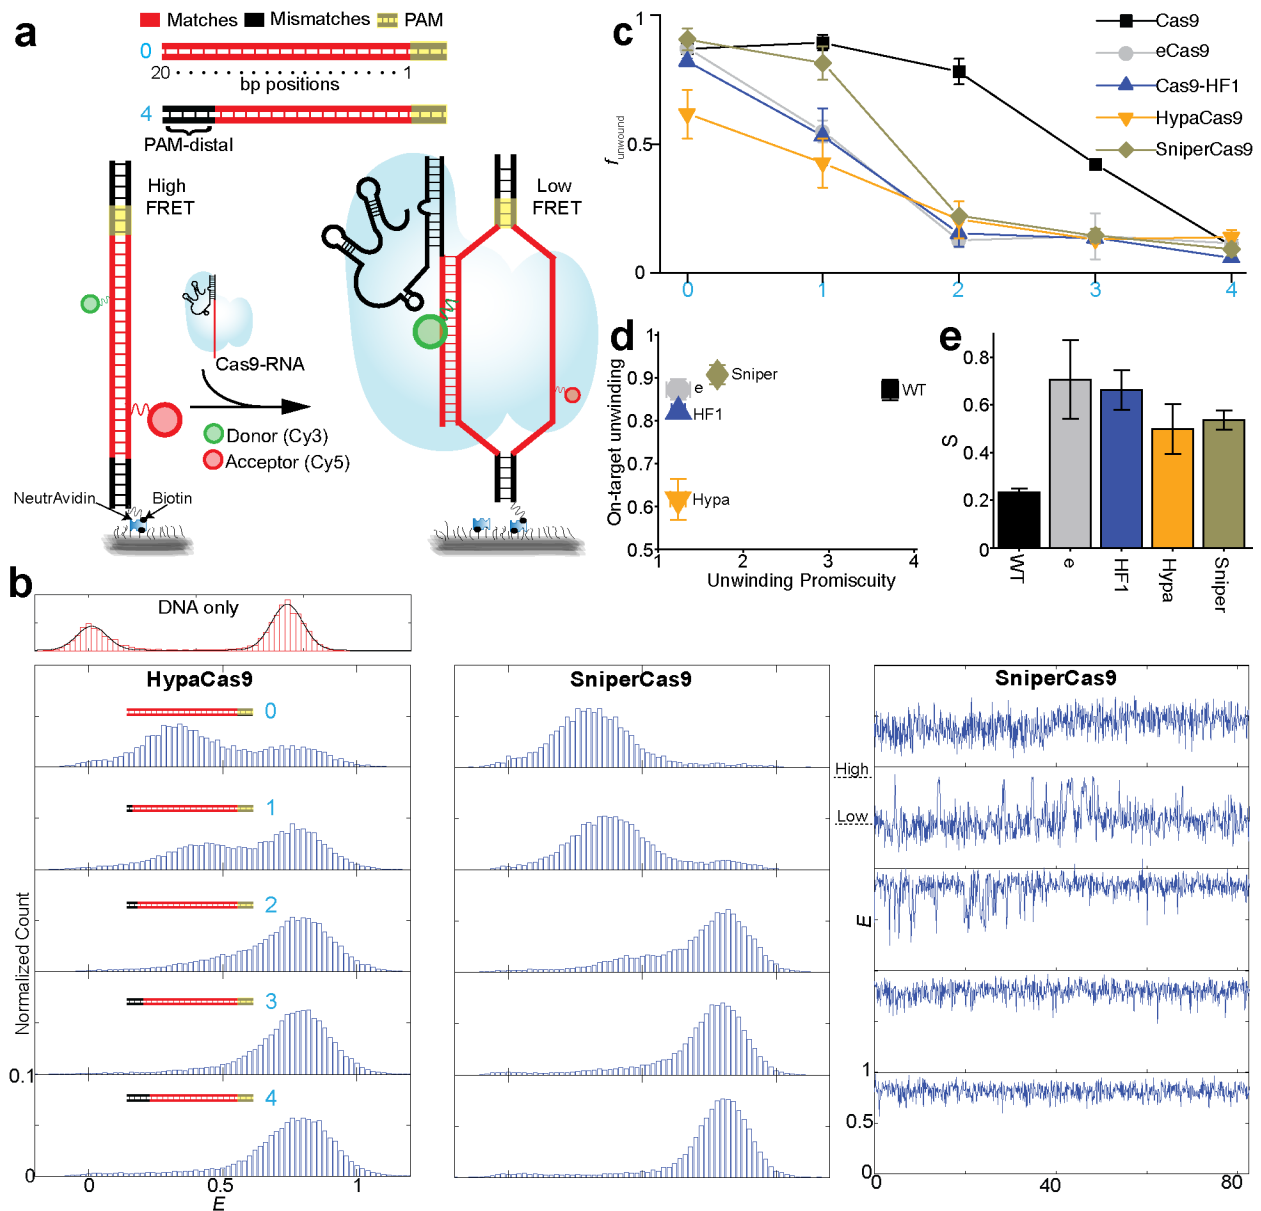 a
Matches
Mismatches
PAM
0
20
1
bp positions
4
PAM-distal
High
FRET
Low
FRET
Cas9-RNA
Donor (Cy3)
Acceptor (Cy5)
NeutrAvidin
Biotin
c
1
0.5
0
f unwound
0
1
2
3
4
Cas9
eCas9
Cas9-HF1
HypaCas9
SniperCas9
d
1
0.9
0.8
0.7
0.6
0.5
On-target unwinding
e
HF1
Sniper
Hypa
WT
1
2
3
4
Unwinding Promiscuity
e
0.8
0.6
0.4
0.2
0
S
WT
e
HF1
Hypa
Sniper
b
DNA only
HypaCas9
0
1
2
3
4
Normalized Count
0.1
0
0
0.5
1
E
SniperCas9
SniperCas9
High
Low
E
1
0.5
0
0
40
80